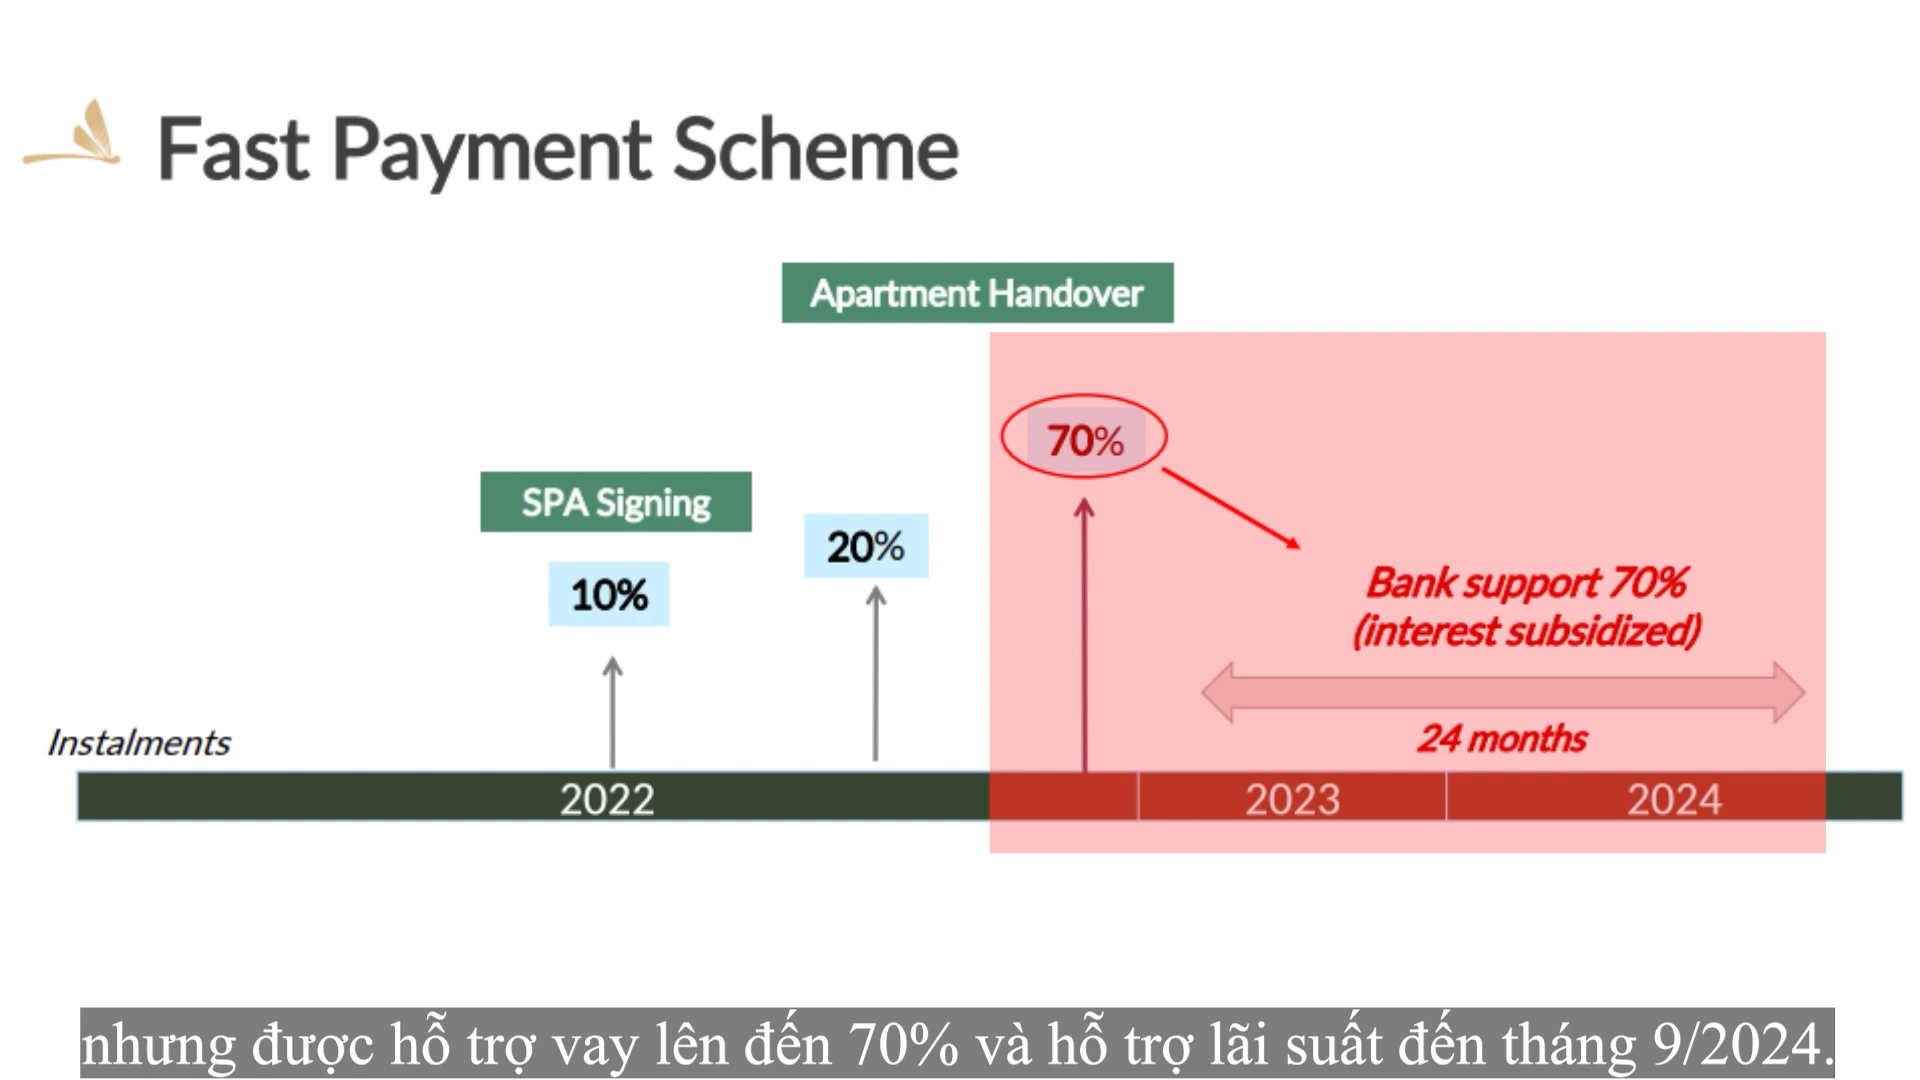 Fast Payment Scheme
Apartment Handover
70%
SPA Signing
20%
10%
Bank support 70%
(interest subsidized)
24 months
Instalments
2022
2023
2024
nhưng được hỗ trợ vay lên đến 70% và hỗ trợ lãi suất đến tháng 9/2024.